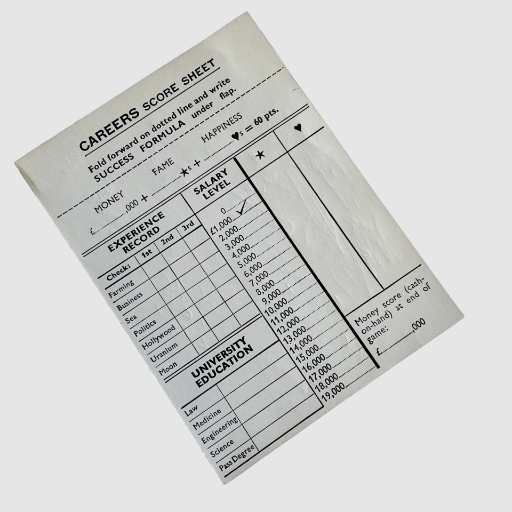 CAREERS SCORE SHEET
Fold forward on dotted line and write
SUCCESS FORMULA under flap.
MONEY FAME HAPPINESS
£ ,000 + ★s + ♥s = 60 pts.
EXPERIENCE
RECORD
Check: 1st 2nd 3rd
Farming
Business
Sea
Politics
Hollywood
Uranium
Moon
UNIVERSITY
EDUCATION
Law
Medicine
Engineering
Science
Pass Degree
SALARY
LEVEL
0 ✓
£1,000
2,000
3,000
4,000
5,000
6,000
7,000
8,000
9,000
10,000
11,000
12,000
13,000
14,000
15,000
16,000
17,000
18,000
19,000
★ ♥
Money score (cash-
on-hand) at end of
game:
£ ,000